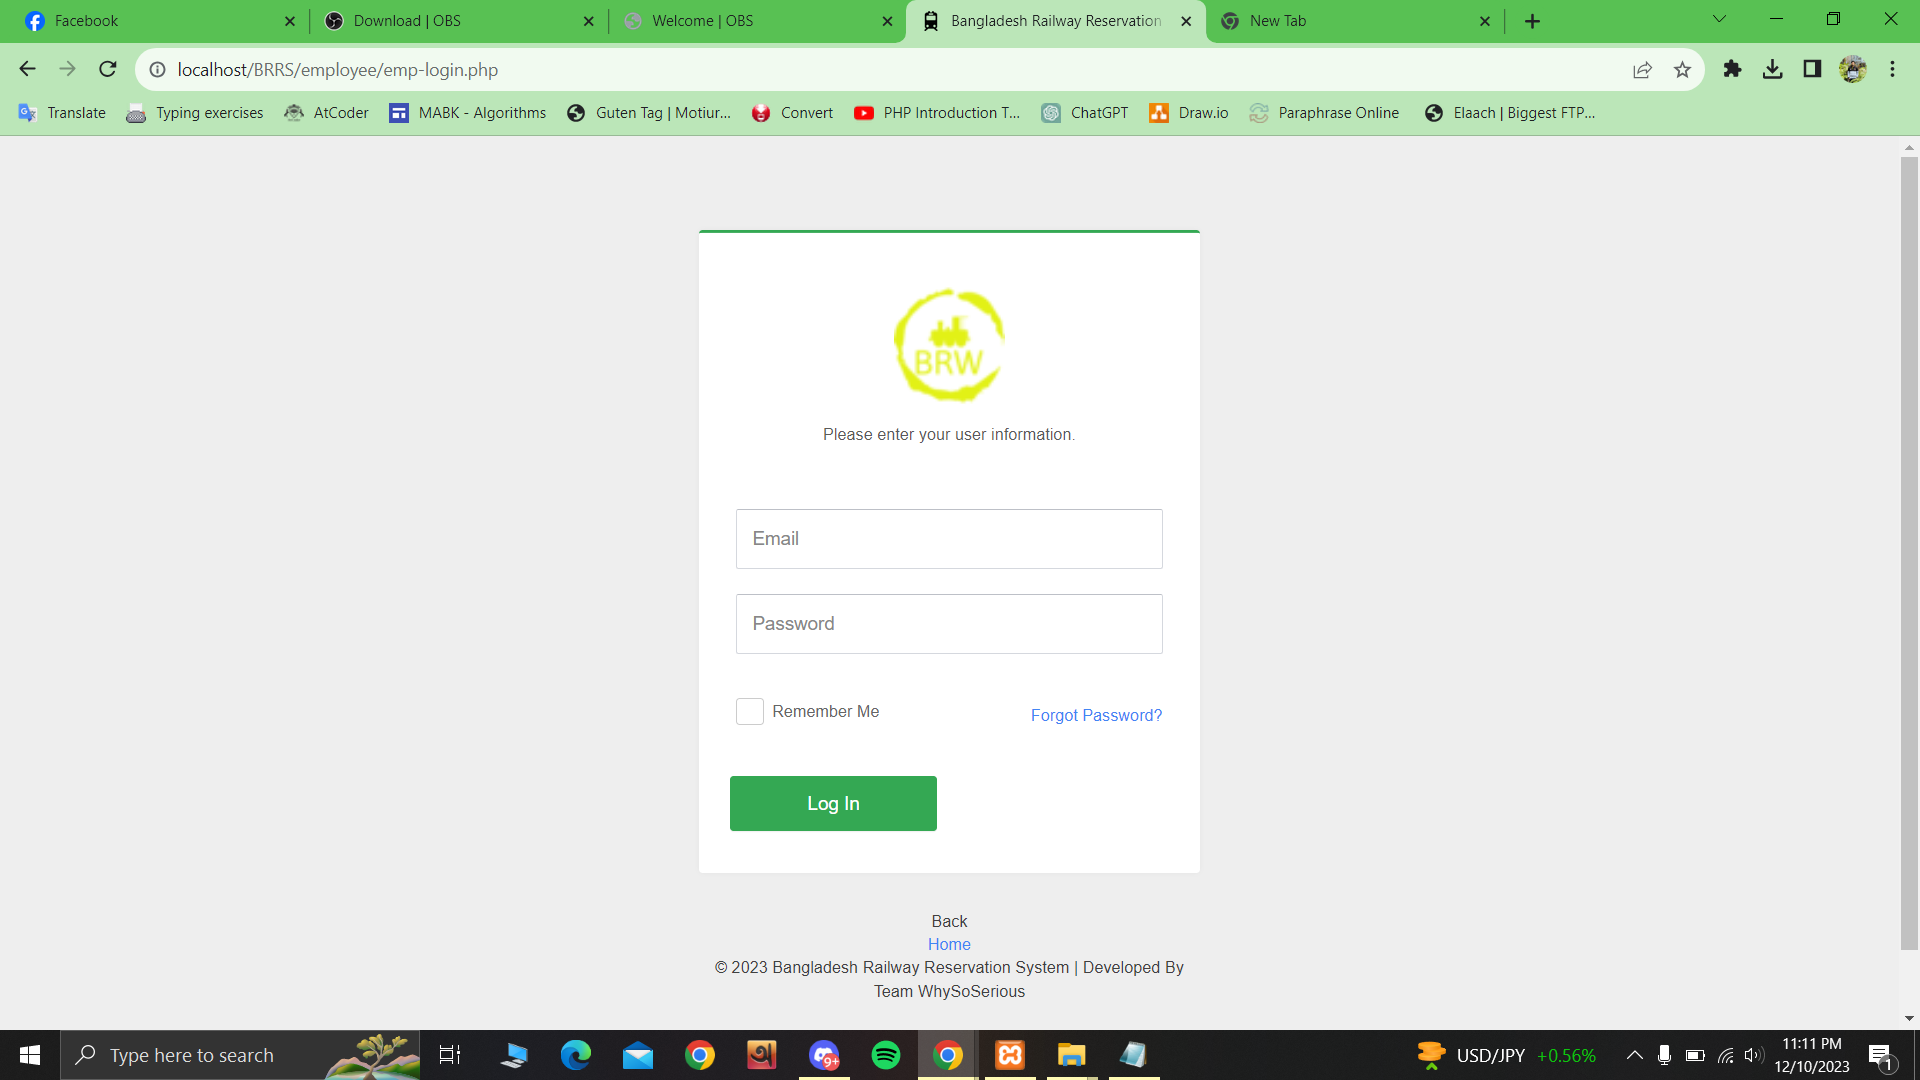 Facebook
Download | OBS
Welcome | OBS
Bangladesh Railway Reservation
New Tab
localhost/BRRS/employee/emp-login.php
Translate
Typing exercises
AtCoder
MABK - Algorithms
Guten Tag | Motiur...
Convert
PHP Introduction T...
ChatGPT
Draw.io
Paraphrase Online
Elaach | Biggest FTP...
BRW
Please enter your user information.
Email
Password
Remember Me
Forgot Password?
Log In
Back
Home
© 2023 Bangladesh Railway Reservation System | Developed By
Team WhySoSerious
Type here to search
9+
USD/JPY +0.56%
11:11 PM
12/10/2023
1